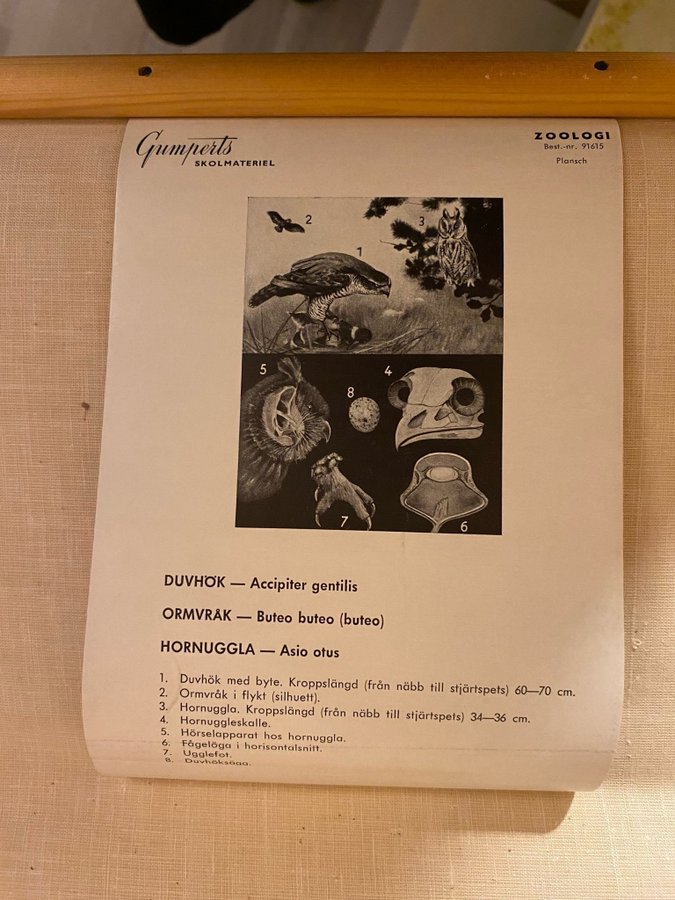 Gumperts
SKOLMATERIEL
ZOOLOGI
Best.-nr. 91615
Plansch
2
3
1
5
4
8
7
6
DUVHÖK — Accipiter gentilis
ORMVRÅK — Buteo buteo (buteo)
HORNUGGLA — Asio otus
1. Duvhök med byte. Kroppslängd (från näbb till stjärtspets) 60—70 cm.
2. Ormvråk i flykt (silhuett).
3. Hornuggla. Kroppslängd (från näbb till stjärtspets) 34—36 cm.
4. Hornuggleskalle.
5. Hörselapparat hos hornuggla.
6. Fågelöga i horisontalsnitt.
7. Ugglefot.
8. Duvhöksägg.